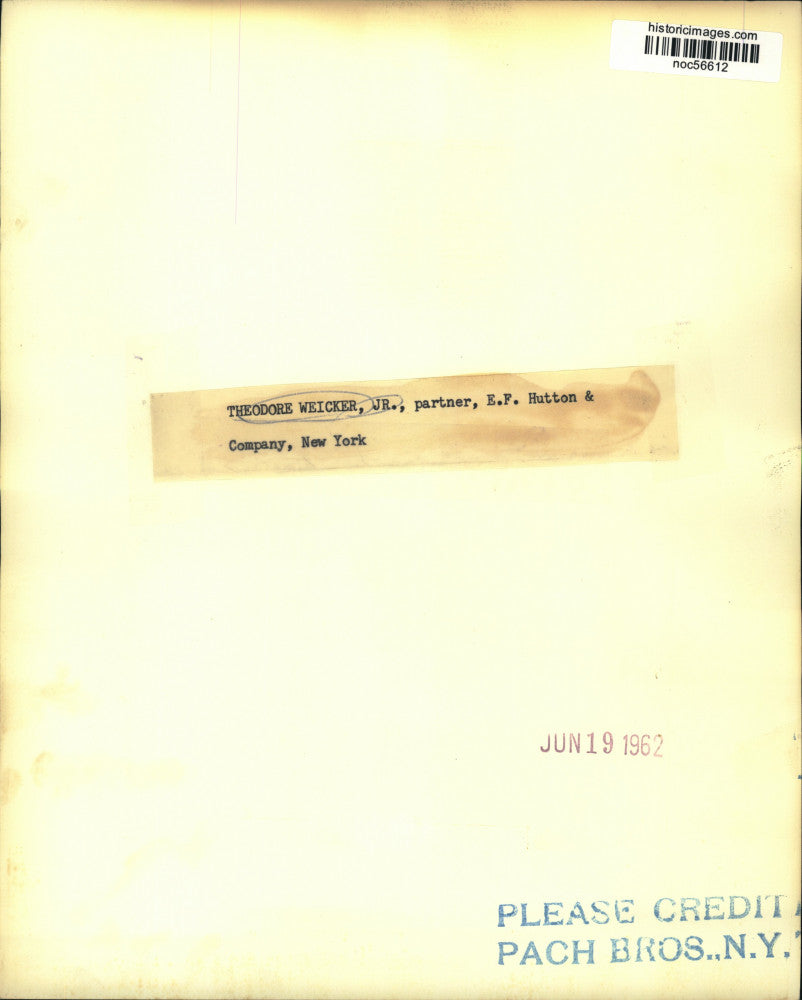 historicimages.com
noc56612
THEODORE WEICKER, JR., partner, E.F. Hutton &
Company, New York
JUN 19 1962
PLEASE CREDIT
PACH BROS.,N.Y.